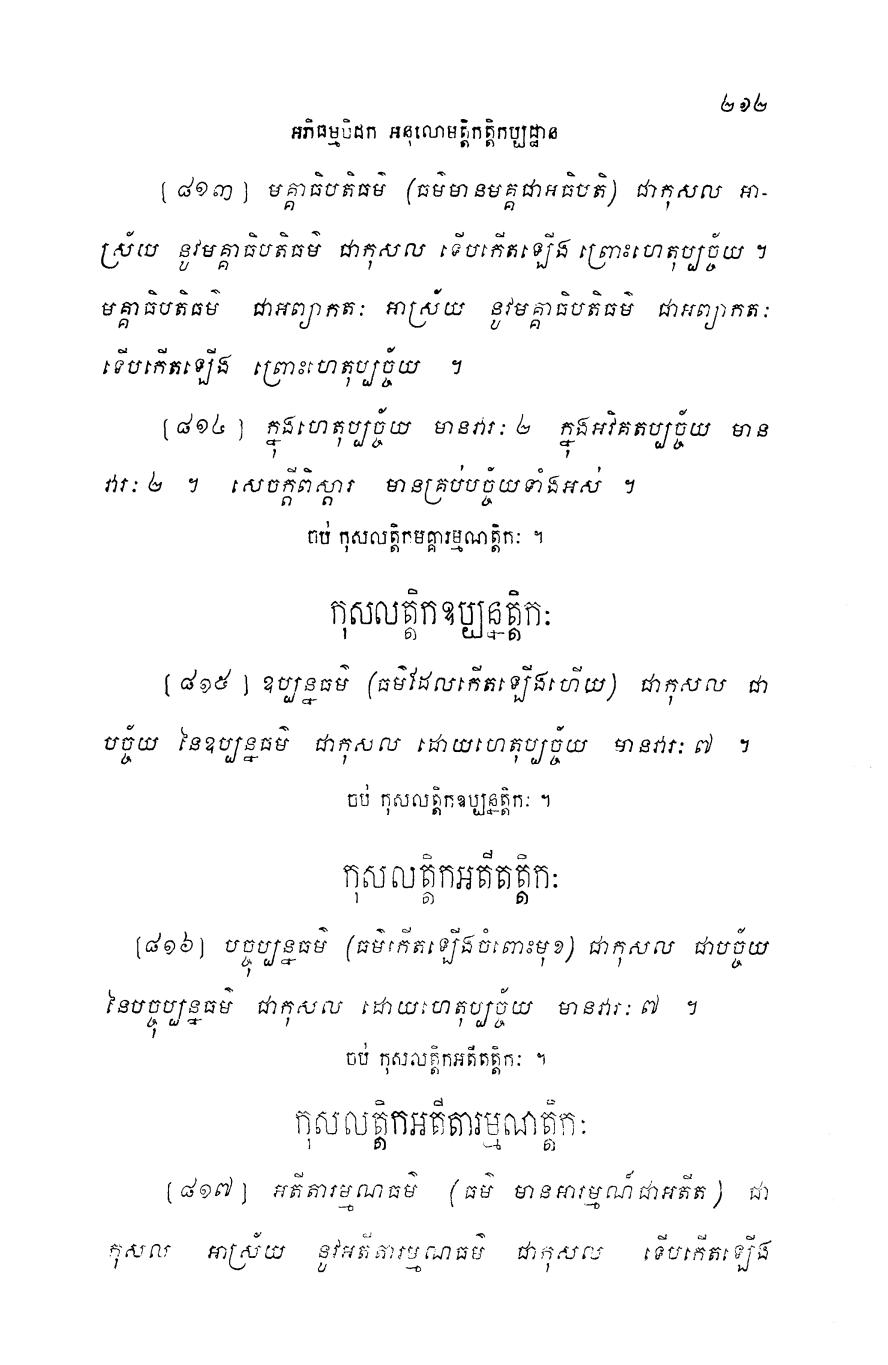 ២១២
អភិធម្មបិដក អនុលោមត្តិកត្តិកប្បដ្ឋាន
[៨១៣] មគ្គាធិបតិធម៌ (ធម៌មានមគ្គជាអធិបតិ) ជាកុសល អា-
ស្រ័យ នូវមគ្គាធិបតិធម៌ ជាកុសល ទើបកើតឡើង ព្រោះហេតុប្បច្ច័យ ។
មគ្គាធិបតិធម៌ ជាអព្យាកតៈ អាស្រ័យ នូវមគ្គាធិបតិធម៌ ជាអព្យាកតៈ
ទើបកើតឡើង ព្រោះហេតុប្បច្ច័យ ។
[៨១៤] ក្នុងហេតុប្បច្ច័យ មានវារៈ ២ ក្នុងអវិគតប្បច្ច័យ មាន
វារៈ ២ ។ សេចក្តីពិស្តារ មានគ្រប់បច្ច័យទាំងអស់ ។
ចប់ កុសលត្តិកមគ្គារម្មណត្តិកៈ ។
កុសលត្តិកឧប្បន្នត្តិកៈ
[៨១៥] ឧប្បន្នធម៌ (ធម៌ដែលកើតឡើងហើយ) ជាកុសល ជា
បច្ច័យ នៃឧប្បន្នធម៌ ជាកុសល ដោយហេតុប្បច្ច័យ មានវារៈ ៧ ។
ចប់ កុសលត្តិកឧប្បន្នត្តិកៈ ។
កុសលត្តិកអតីតត្តិកៈ
[៨១៦] បច្ចុប្បន្នធម៌ (ធម៌កើតឡើងចំពោះមុខ) ជាកុសល ជាបច្ច័យ
នៃបច្ចុប្បន្នធម៌ ជាកុសល ដោយហេតុប្បច្ច័យ មានវារៈ ៧ ។
ចប់ កុសលត្តិកអតីតត្តិកៈ ។
កុសលត្តិកអតីតារម្មណត្តិកៈ
[៨១៧] អតីតារម្មណធម៌ (ធម៌ មានអារម្មណ៍ជាអតីត) ជា
កុសល អាស្រ័យ នូវអតីតារម្មណធម៌ ជាកុសល ទើបកើតឡើង